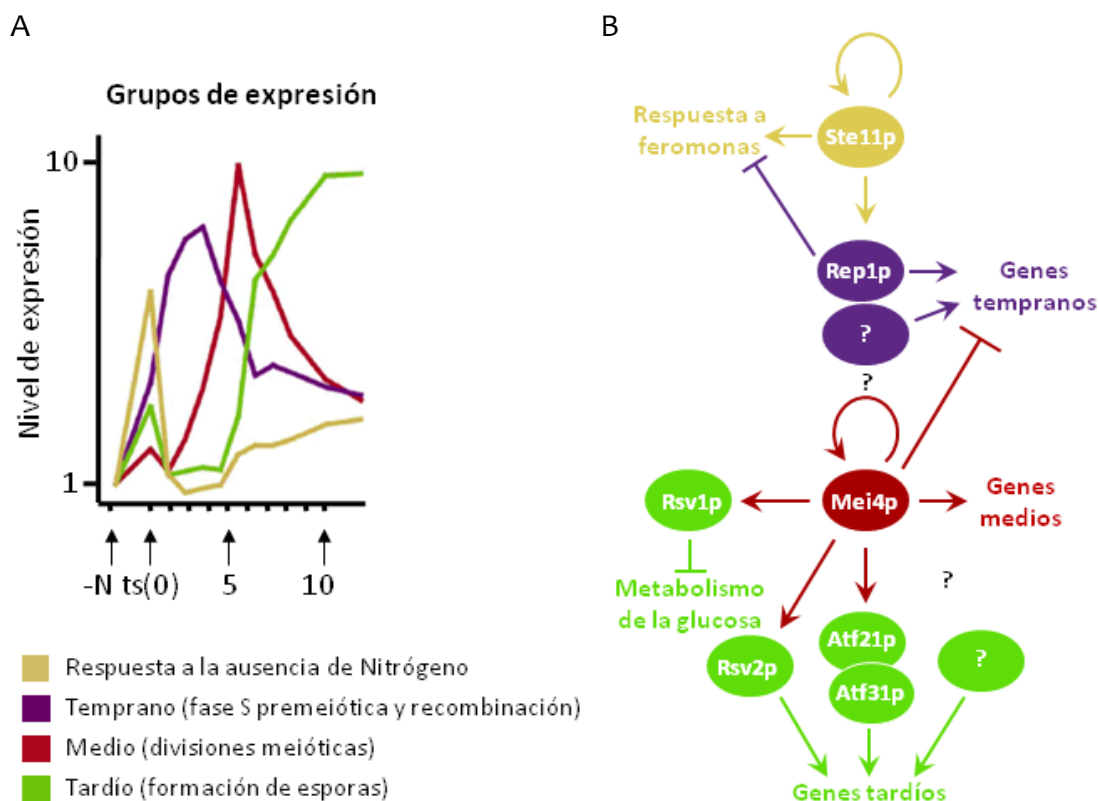 A
Grupos de expresión
Nivel de expresión
10
1
-N ts(0) 5 10
Respuesta a la ausencia de Nitrógeno
Temprano (fase S premeiótica y recombinación)
Medio (divisiones meióticas)
Tardío (formación de esporas)
B
Respuesta a
feromonas
Ste11p
Rep1p
?
Genes
tempranos
?
Rsv1p
Mei4p
Genes
medios
Metabolismo
de la glucosa
?
Rsv2p
Atf21p
Atf31p
?
Genes tardíos